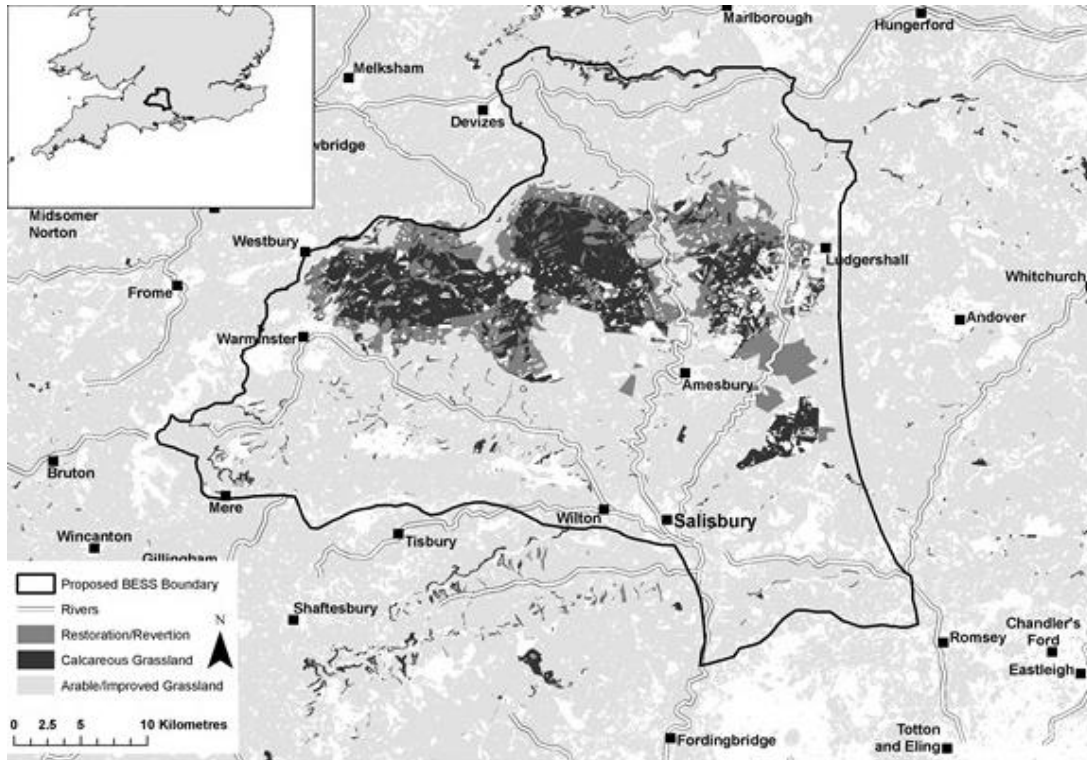 Marlborough
Hungerford
Melksham
Devizes
wbridge
Midsomer
Norton
Westbury
Ludgershall
Whitchurch
Frome
Andover
Warminster
Amesbury
Bruton
Mere
Wilton
Salisbury
Wincanton
Tisbury
Gillingham
Proposed BESS Boundary
Rivers
Restoration/Revertion
Calcareous Grassland
Arable/Improved Grassland
N
0 2.5 5 10 Kilometres
Shaftesbury
Chandler's
Ford
Romsey
Eastleigh
Fordingbridge
Totton
and Eling